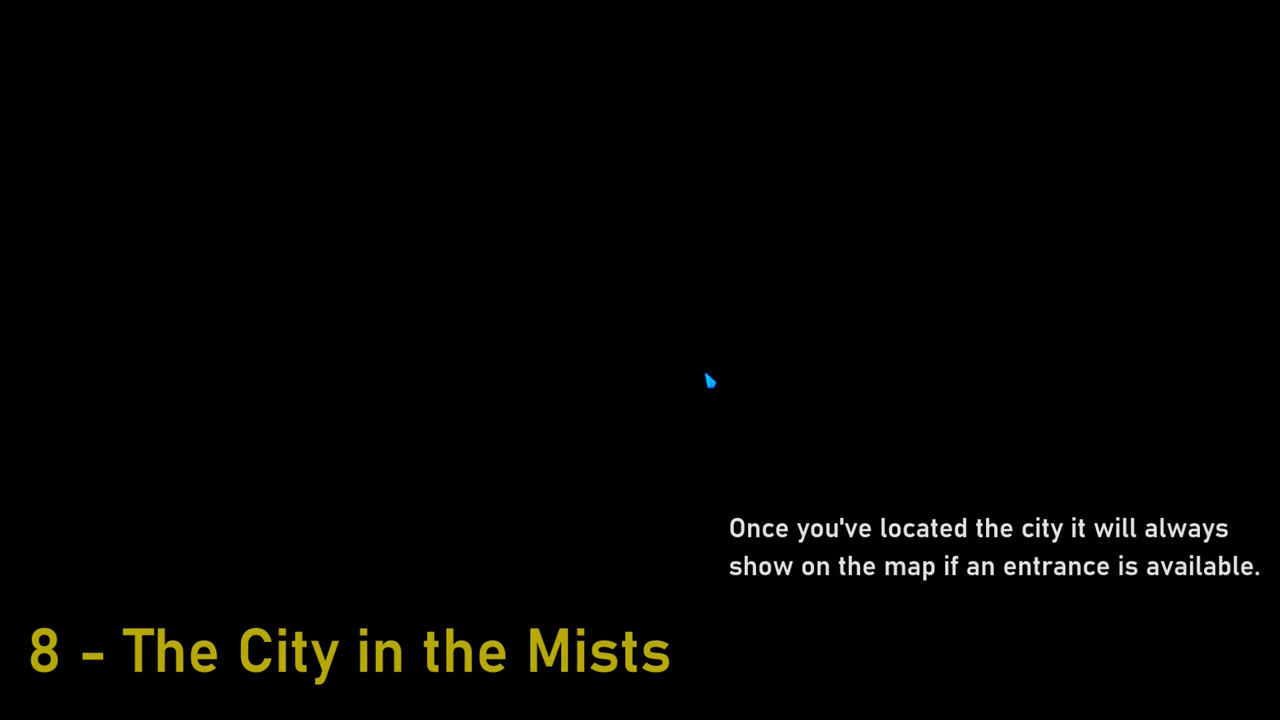 Once you've located the city it will always
show on the map if an entrance is available.
8 - The City in the Mists